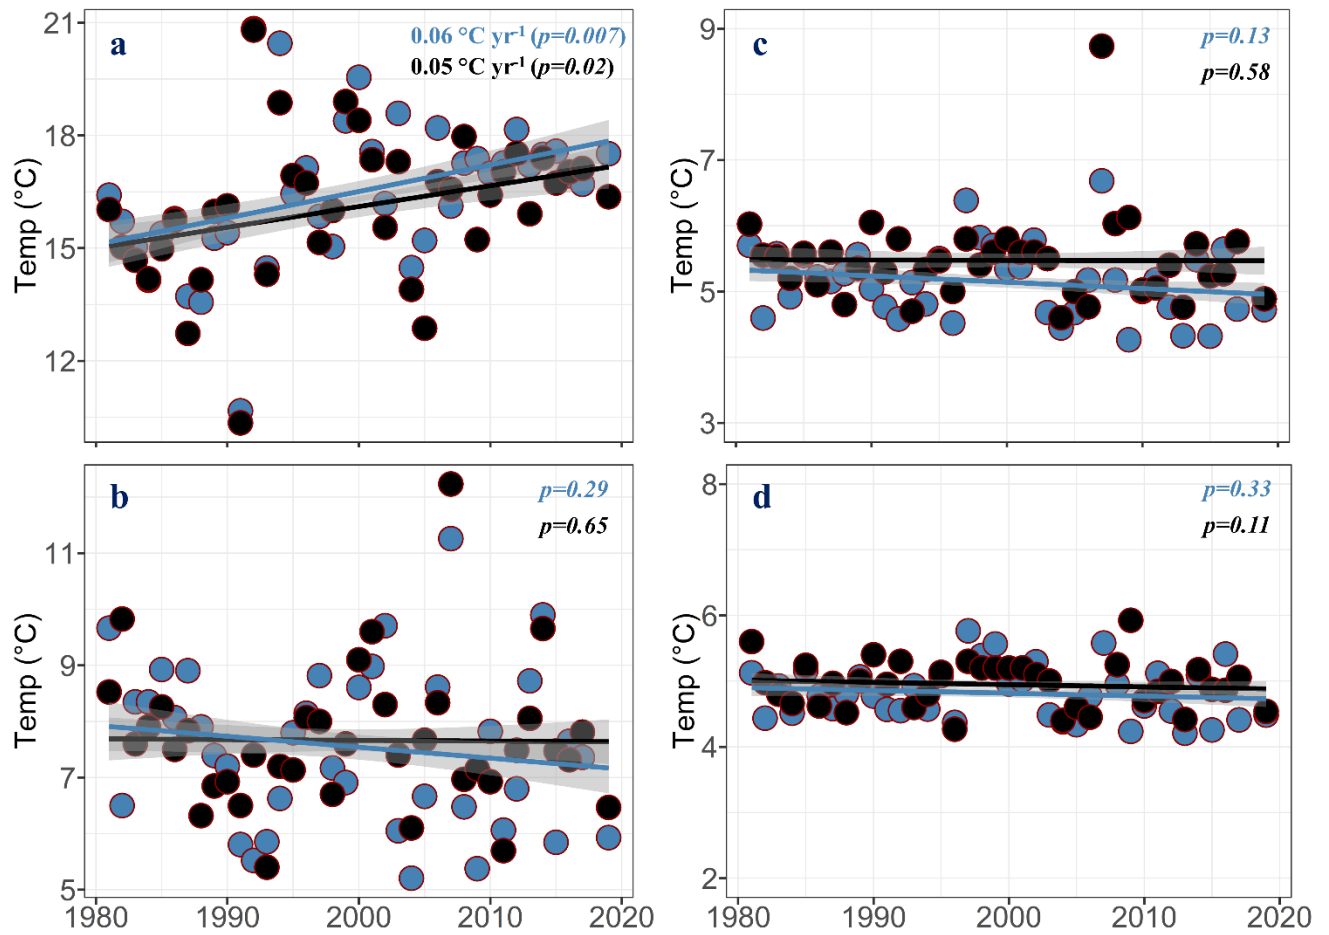 a
0.06 °C yr⁻¹ (p=0.007)
0.05 °C yr⁻¹ (p=0.02)
21
18
15
12
Temp (°C)
c
p=0.13
p=0.58
9
7
5
3
Temp (°C)
b
p=0.29
p=0.65
11
9
7
5
Temp (°C)
1980 1990 2000 2010 2020
d
p=0.33
p=0.11
8
6
4
2
Temp (°C)
1980 1990 2000 2010 2020